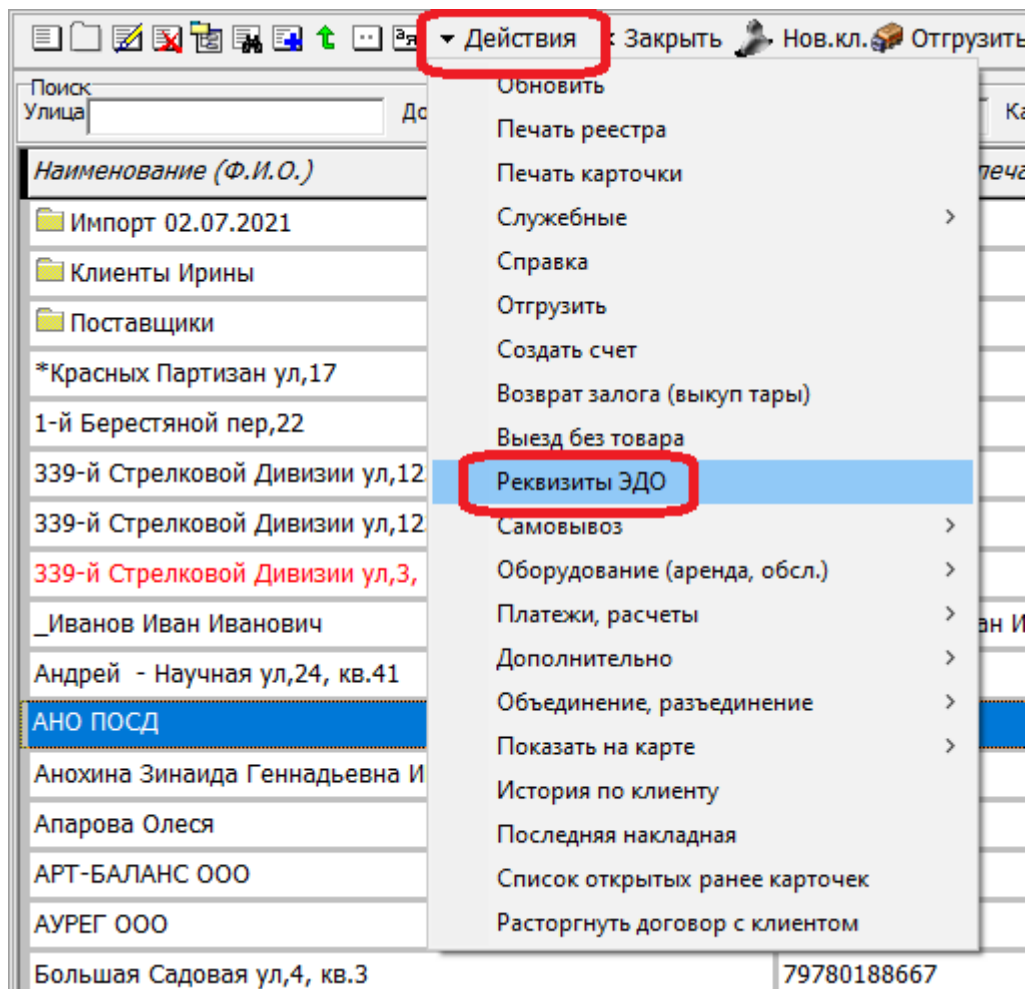 Действия Закрыть Нов.кл. Отгрузить
Поиск
Улица
Наименование (Ф.И.О.)
Импорт 02.07.2021
Клиенты Ирины
Поставщики
*Красных Партизан ул,17
1-й Берестяной пер,22
339-й Стрелковой Дивизии ул,12
339-й Стрелковой Дивизии ул,12
339-й Стрелковой Дивизии ул,3,
_Иванов Иван Иванович
Андрей - Научная ул,24, кв.41
АНО ПОСД
Анохина Зинаида Геннадьевна И
Апарова Олеся
АРТ-БАЛАНС ООО
АУРЕГ ООО
Большая Садовая ул,4, кв.3 79780188667
Обновить
Печать реестра
Печать карточки
Служебные
Справка
Отгрузить
Создать счет
Возврат залога (выкуп тары)
Выезд без товара
Реквизиты ЭДО
Самовывоз
Оборудование (аренда, обсл.)
Платежи, расчеты
Дополнительно
Объединение, разъединение
Показать на карте
История по клиенту
Последняя накладная
Список открытых ранее карточек
Расторгнуть договор с клиентом